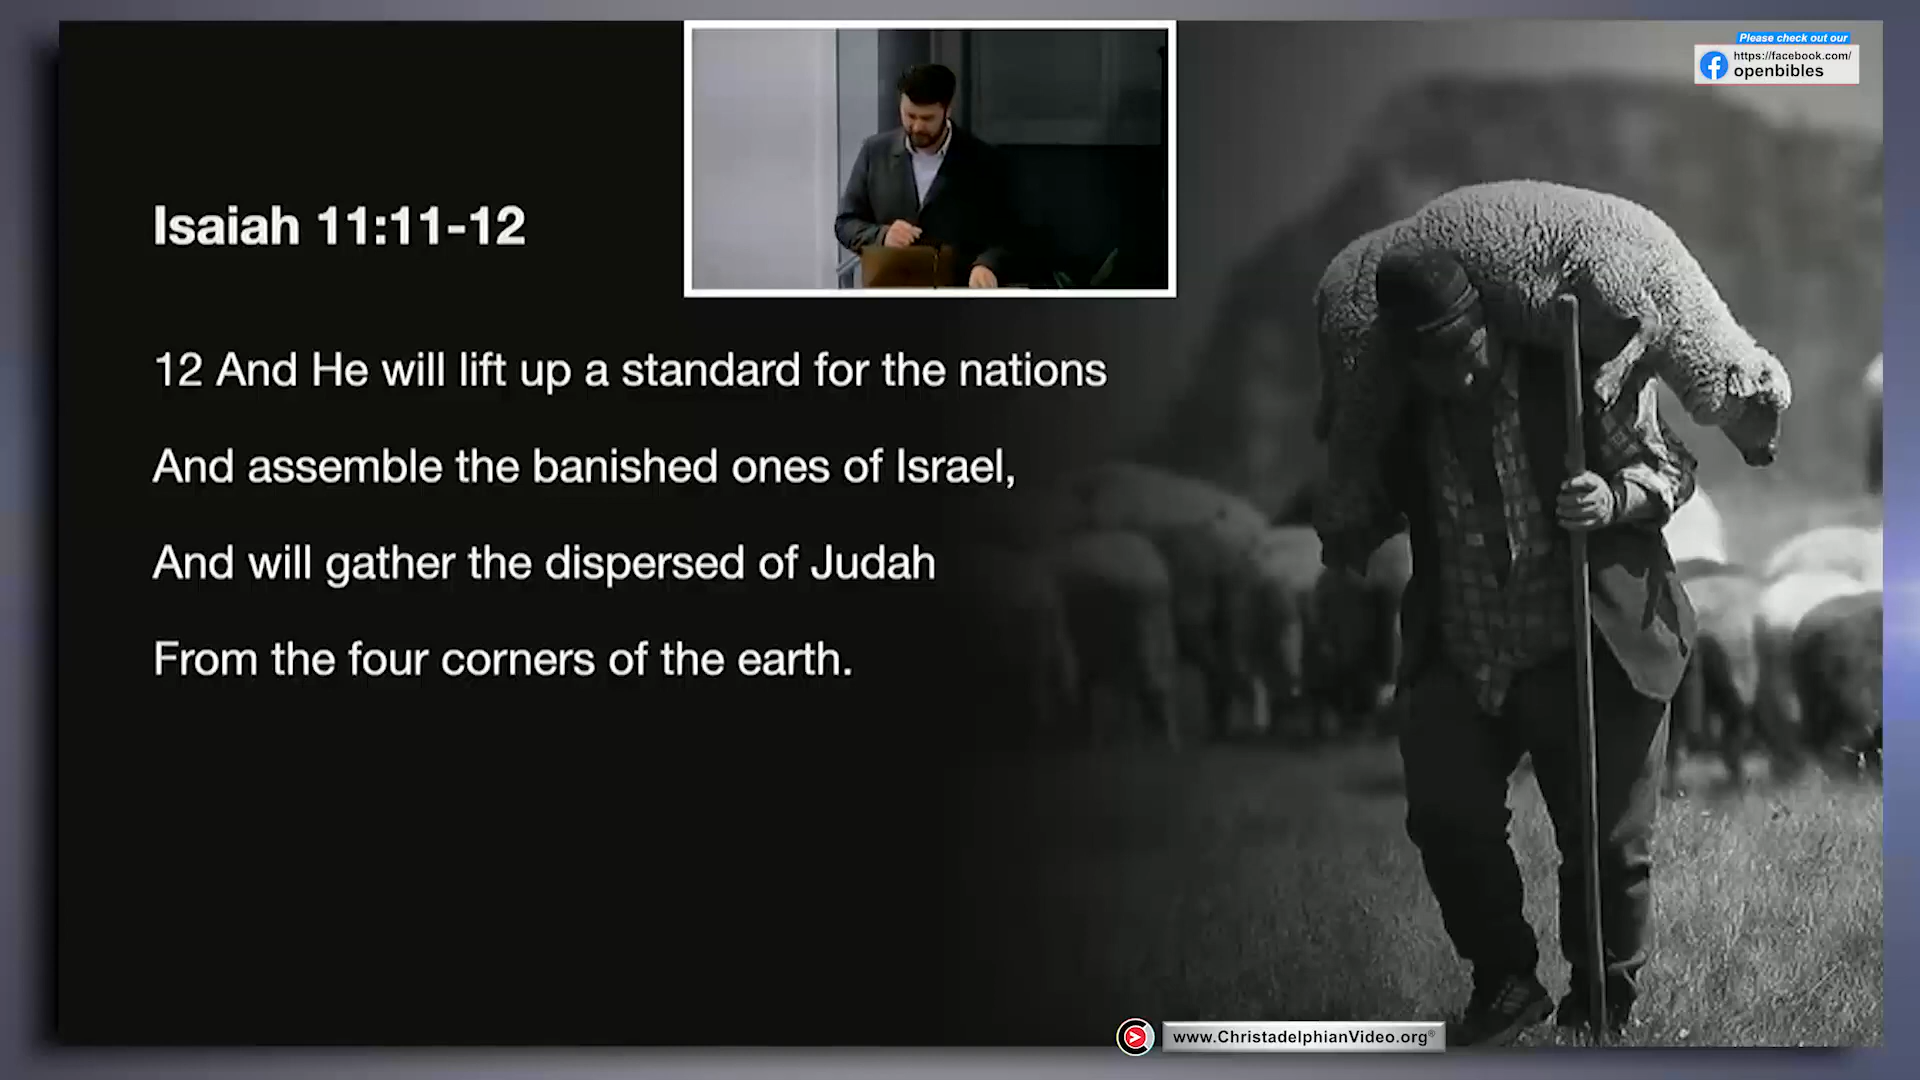 Please check out our
https://facebook.com/
openbibles
Isaiah 11:11-12
12 And He will lift up a standard for the nations
And assemble the banished ones of Israel,
And will gather the dispersed of Judah
From the four corners of the earth.
www.ChristadelphianVideo.org®